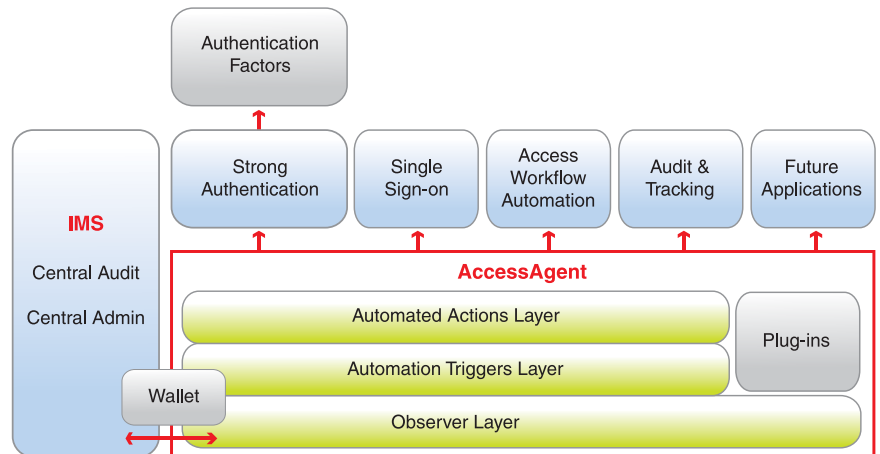 Authentication
Factors
Strong
Authentication
Single
Sign-on
Access
Workflow
Automation
Audit &
Tracking
Future
Applications
IMS
Central Audit
Central Admin
AccessAgent
Automated Actions Layer
Automation Triggers Layer
Observer Layer
Plug-ins
Wallet